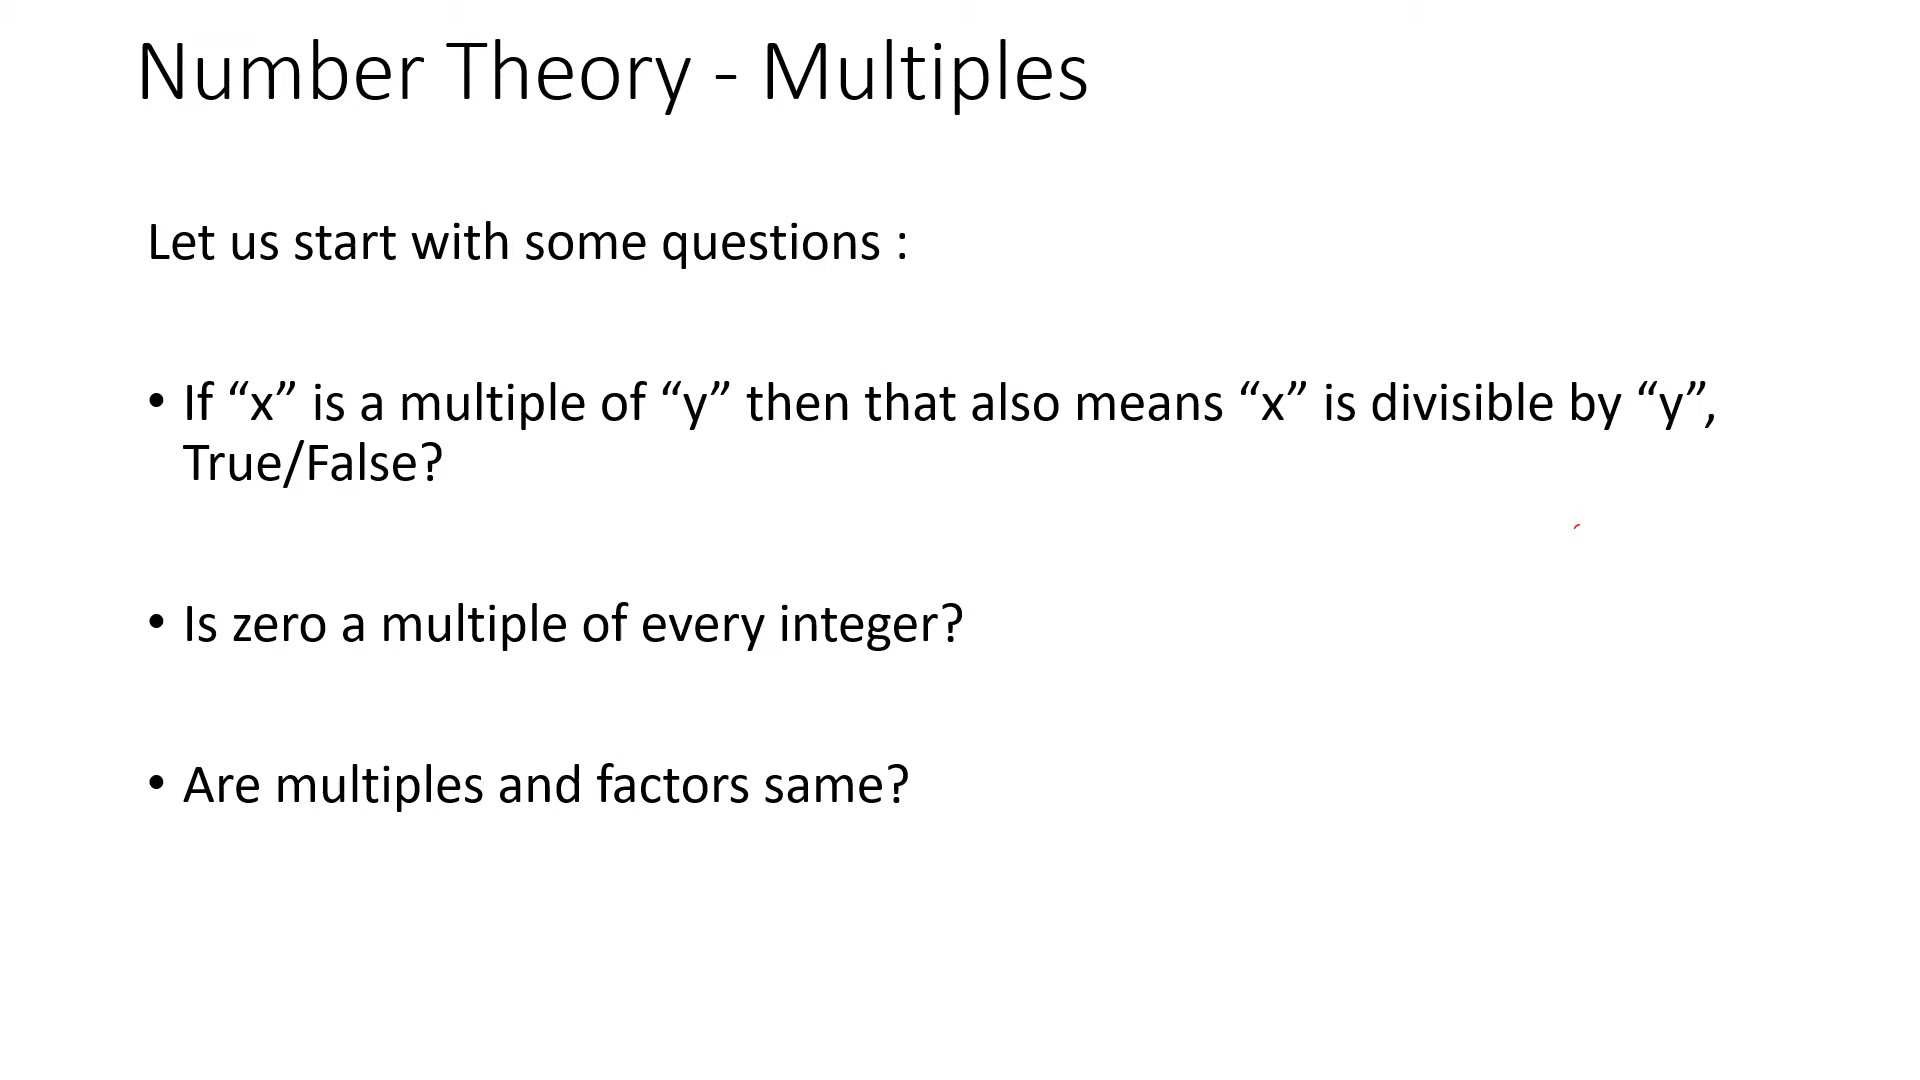 Number Theory - Multiples
Let us start with some questions :
• If “x” is a multiple of “y” then that also means “x” is divisible by “y”,
True/False?
• Is zero a multiple of every integer?
• Are multiples and factors same?